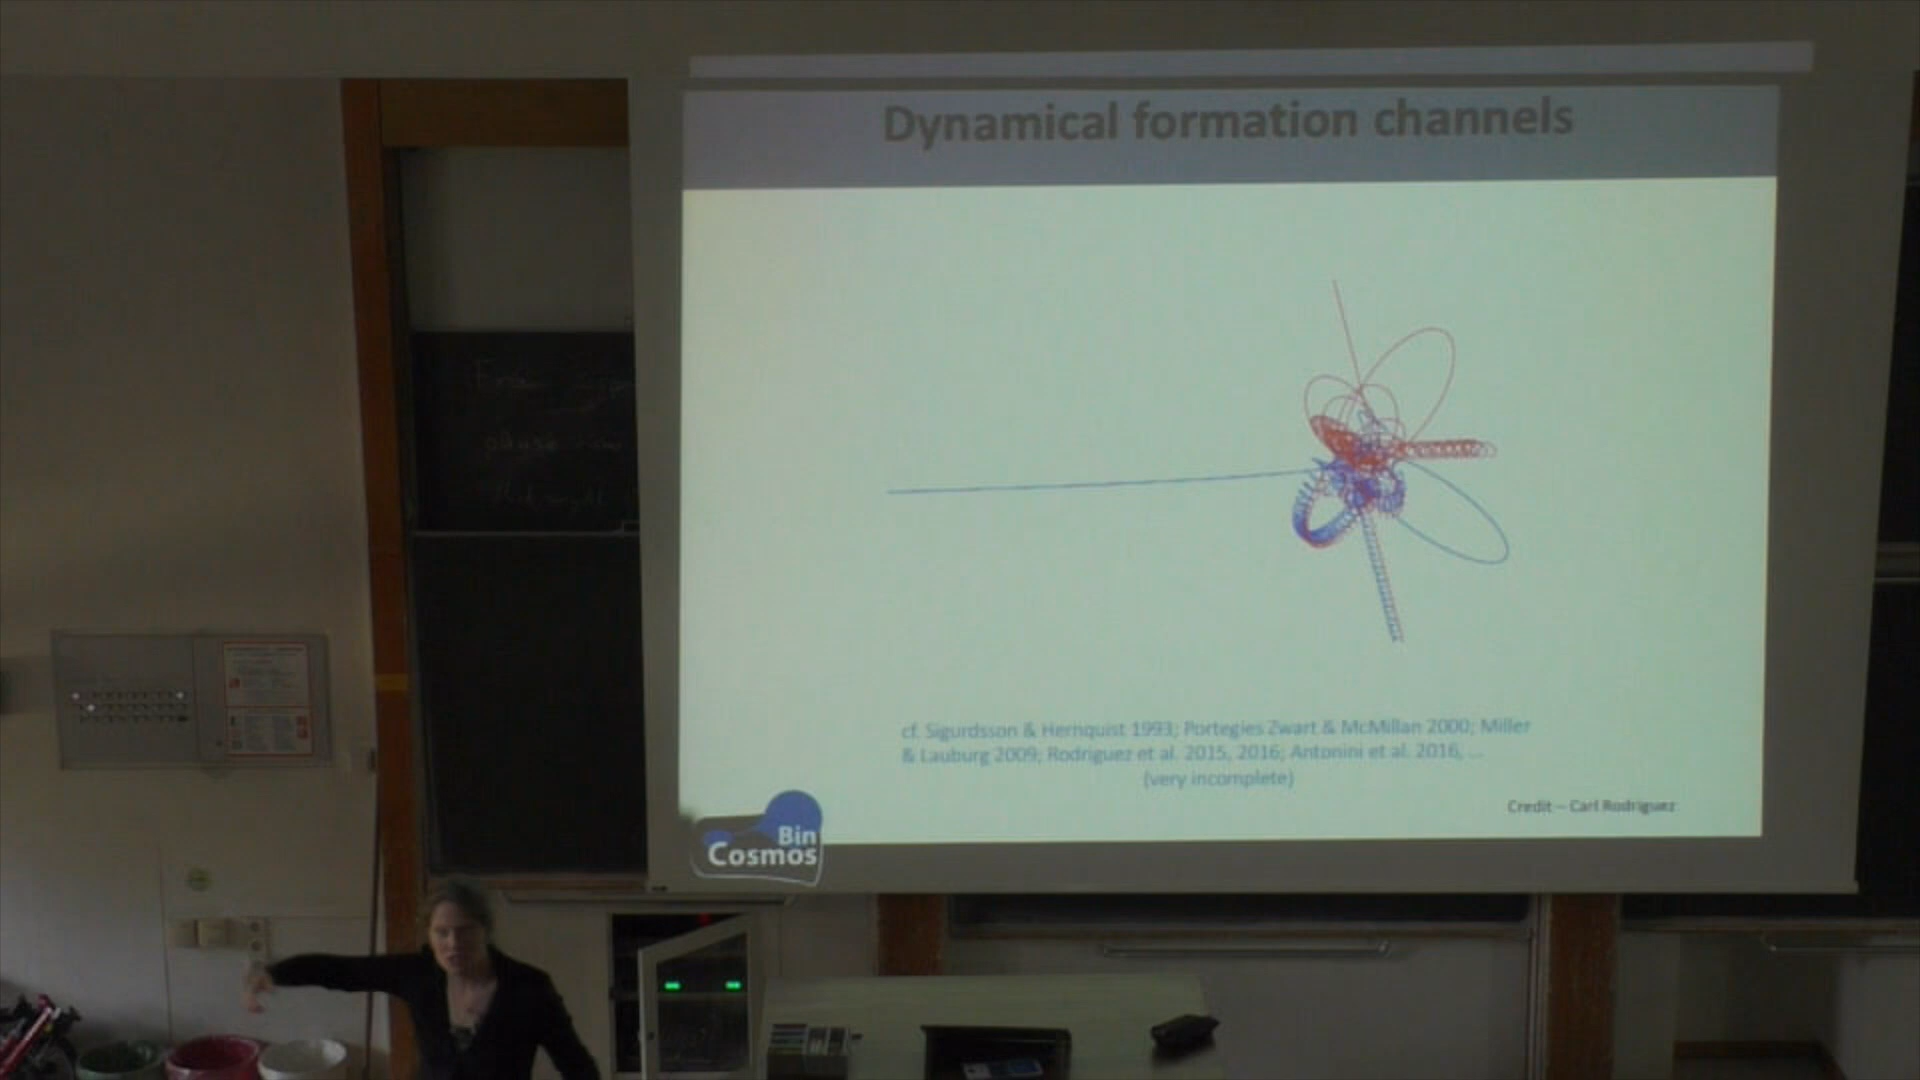 Dynamical formation channels
cf. Sigurdsson & Hernquist 1993; Portegies Zwart & McMillan 2000; Miller
& Lauburg 2009; Rodriguez et al. 2015, 2016; Antonini et al. 2016, ...
(very incomplete)
Credit – Carl Rodriguez
Bin
Cosmos